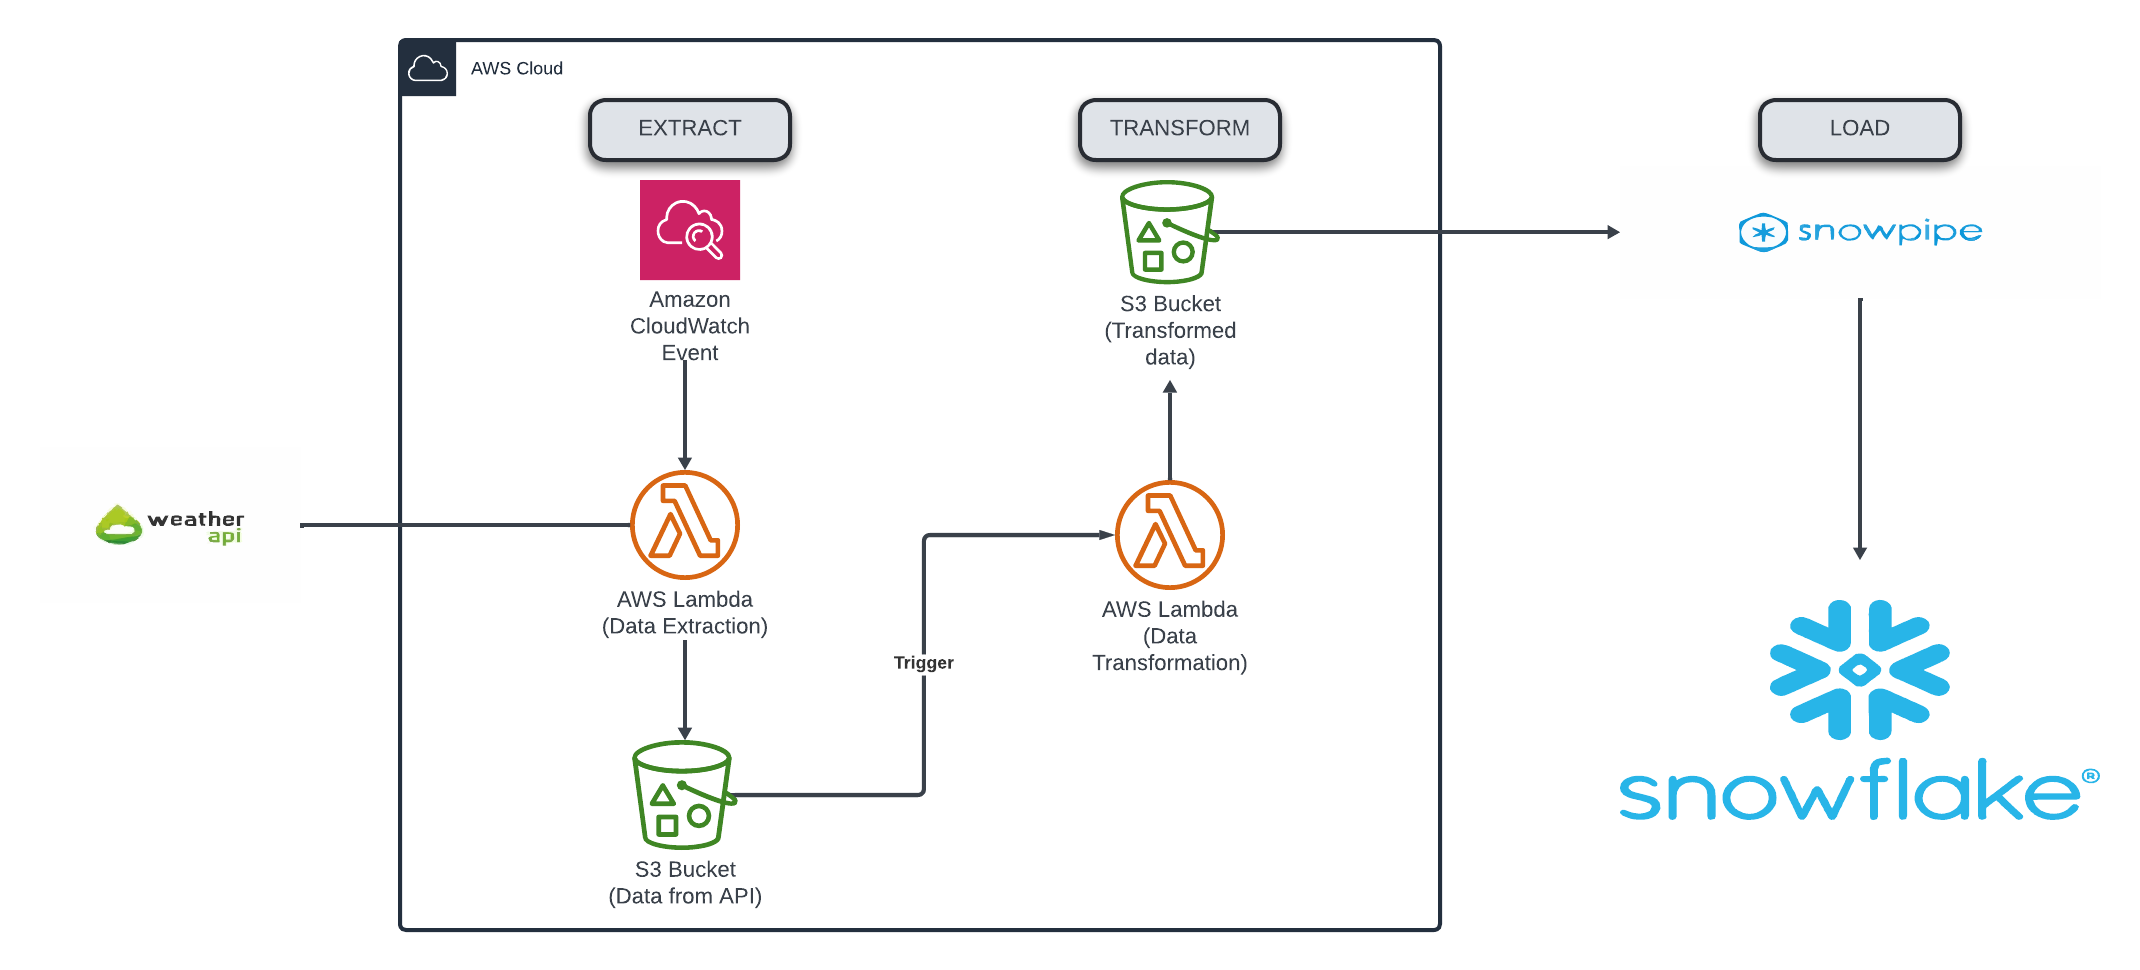 AWS Cloud
EXTRACT
TRANSFORM
LOAD
Amazon
CloudWatch
Event
S3 Bucket
(Transformed
data)
snowpipe
weather
api
AWS Lambda
(Data Extraction)
Trigger
AWS Lambda
(Data
Transformation)
S3 Bucket
(Data from API)
snowflake®